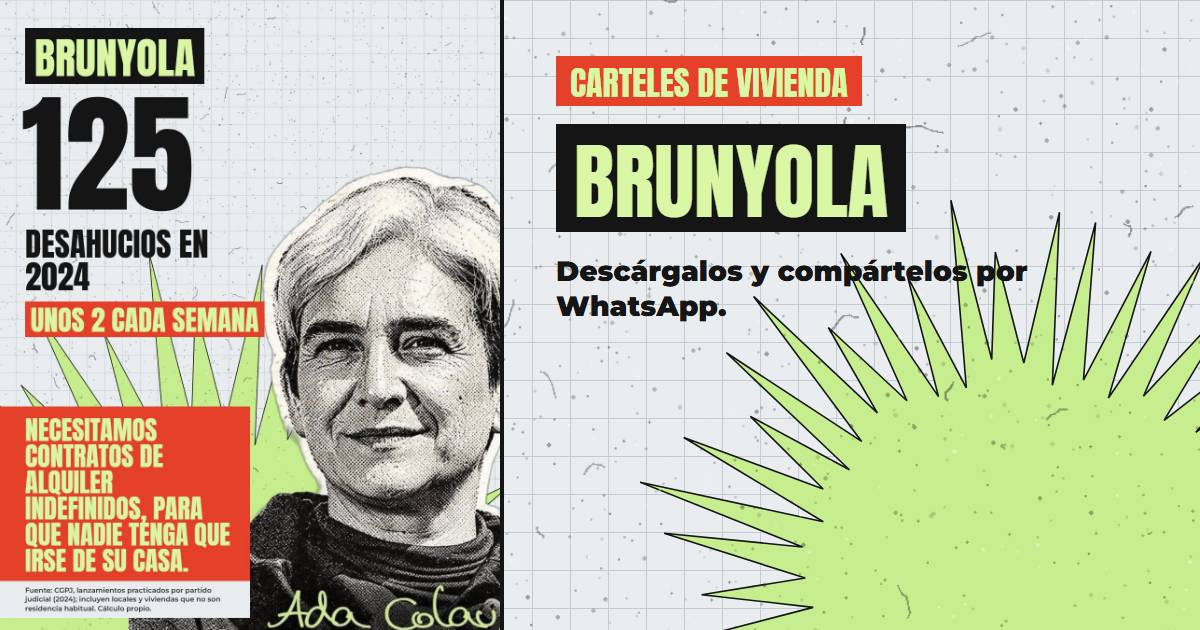 BRUNYOLA
125
DESAHUCIOS EN
2024
UNOS 2 CADA SEMANA
NECESITAMOS
CONTRATOS DE
ALQUILER
INDEFINIDOS, PARA
QUE NADIE TENGA QUE
IRSE DE SU CASA.
Fuente: CGPJ, lanzamientos practicados por partido
judicial (2024); incluyen locales y viviendas que no son
residencia habitual. Cálculo propio.
Ada Colau
CARTELES DE VIVIENDA
BRUNYOLA
Descárgalos y compártelos por
WhatsApp.